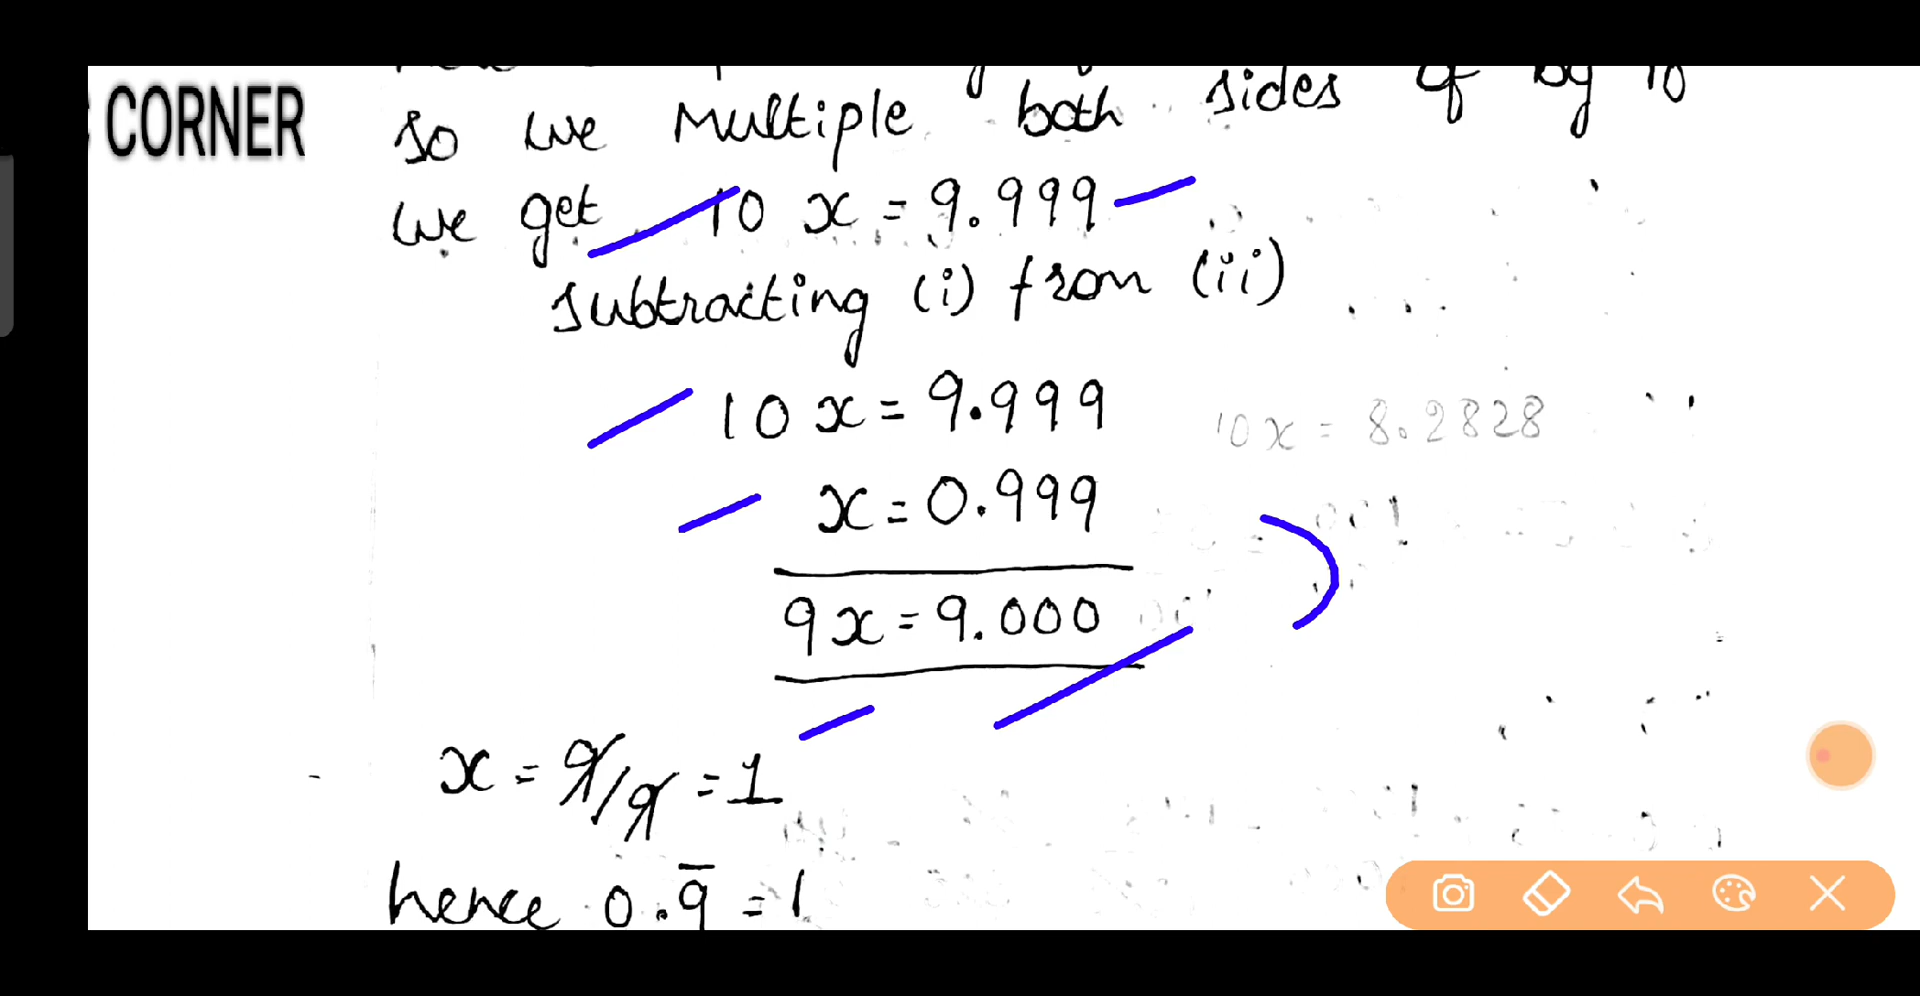 CORNER
so we Multiple both sides of by 10
we get 10 x = 9.999
subtracting (i) from (ii)
10 x = 9.999
10 x = 8.2828
x = 0.999
9x = 9.000
x = 9/9 = 1
hence 0.9̅ = 1